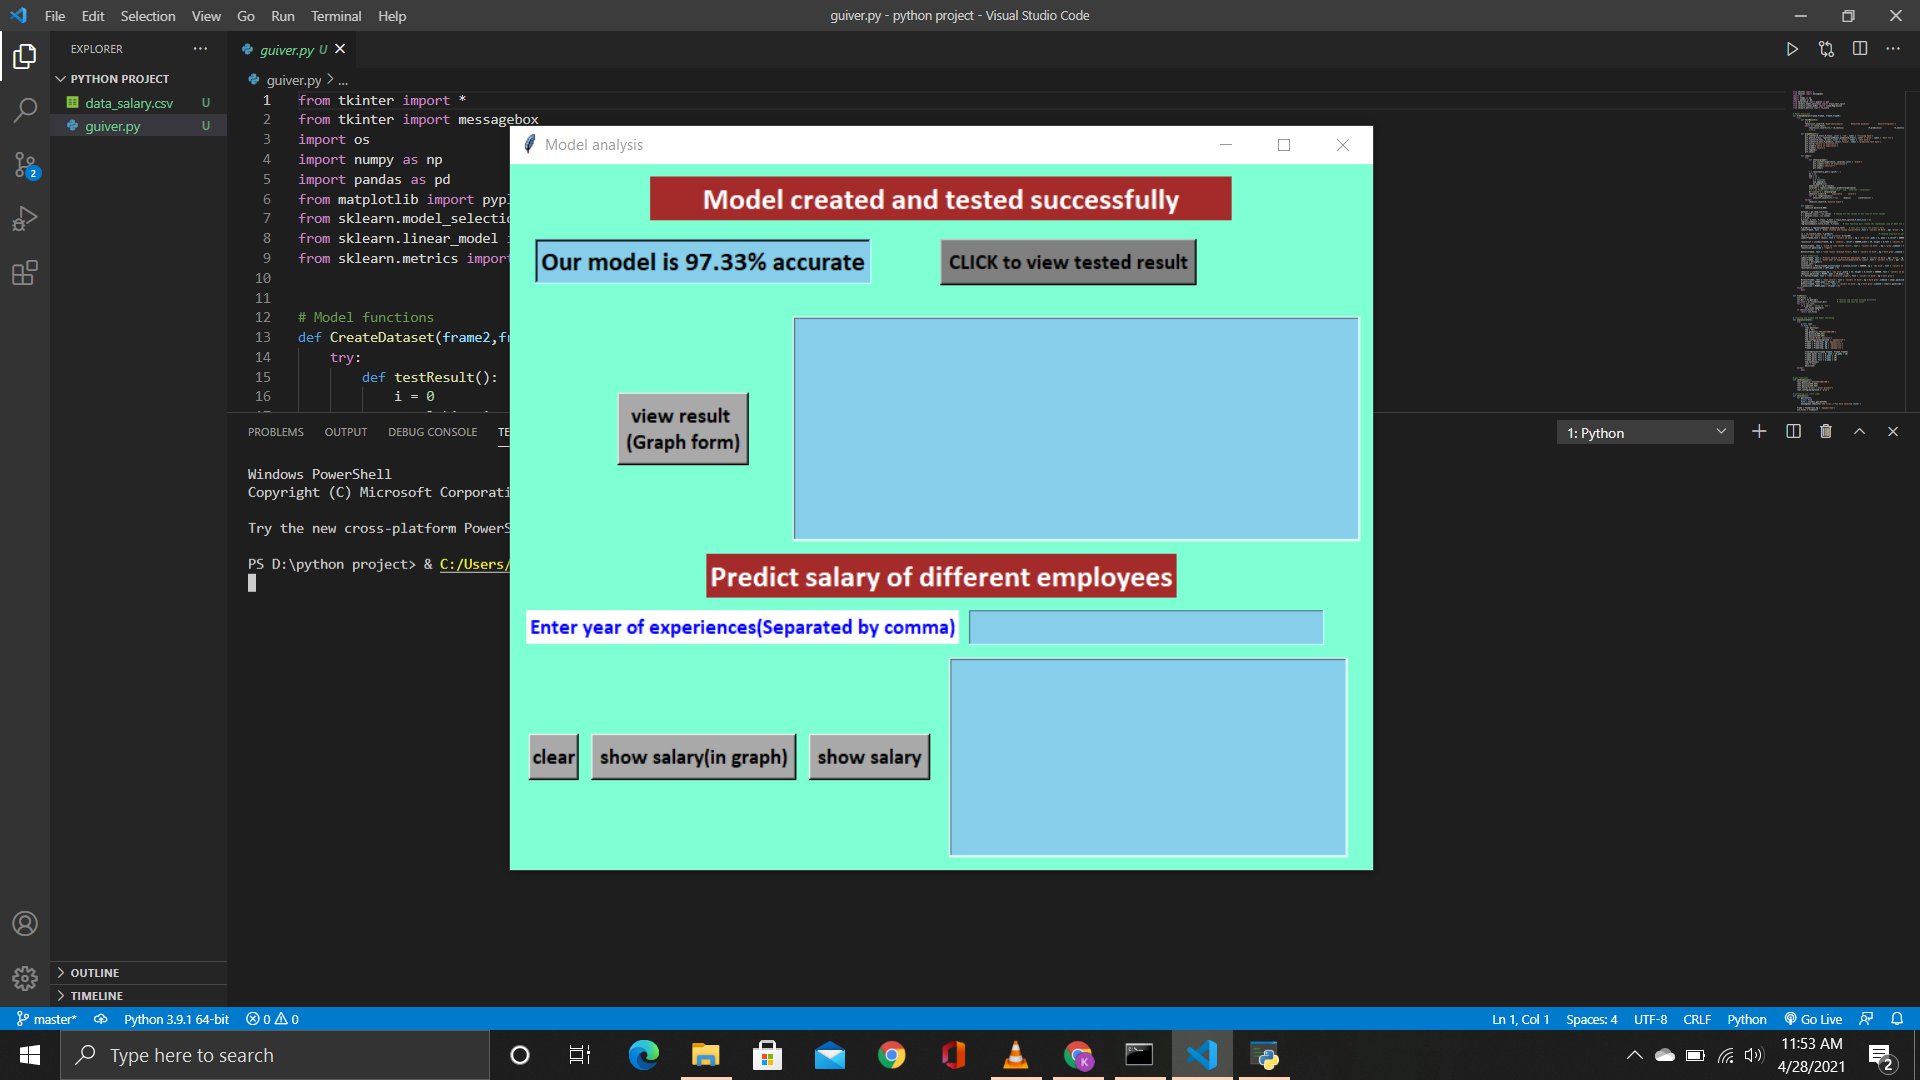 File Edit Selection View Go Run Terminal Help
guiver.py - python project - Visual Studio Code
EXPLORER
guiver.py U
PYTHON PROJECT
data_salary.csv U
guiver.py U
guiver.py > ...
1 from tkinter import *
2 from tkinter import messagebox
3 import os
4 import numpy as np
5 import pandas as pd
6 from matplotlib import pypl
7 from sklearn.model_selectio
8 from sklearn.linear_model i
9 from sklearn.metrics import
10
11
12 # Model functions
13 def CreateDataset(frame2,fr
14 try:
15 def testResult():
16 i = 0
Model analysis
Model created and tested successfully
Our model is 97.33% accurate
CLICK to view tested result
view result
(Graph form)
Predict salary of different employees
Enter year of experiences(Separated by comma)
clear
show salary(in graph)
show salary
PROBLEMS OUTPUT DEBUG CONSOLE TE
1: Python
Windows PowerShell
Copyright (C) Microsoft Corporati
Try the new cross-platform PowerS
PS D:\python project> & C:/Users/
OUTLINE
TIMELINE
2
master* Python 3.9.1 64-bit 0 0
Ln 1, Col 1 Spaces: 4 UTF-8 CRLF Python Go Live
Type here to search
K
11:53 AM
4/28/2021
2